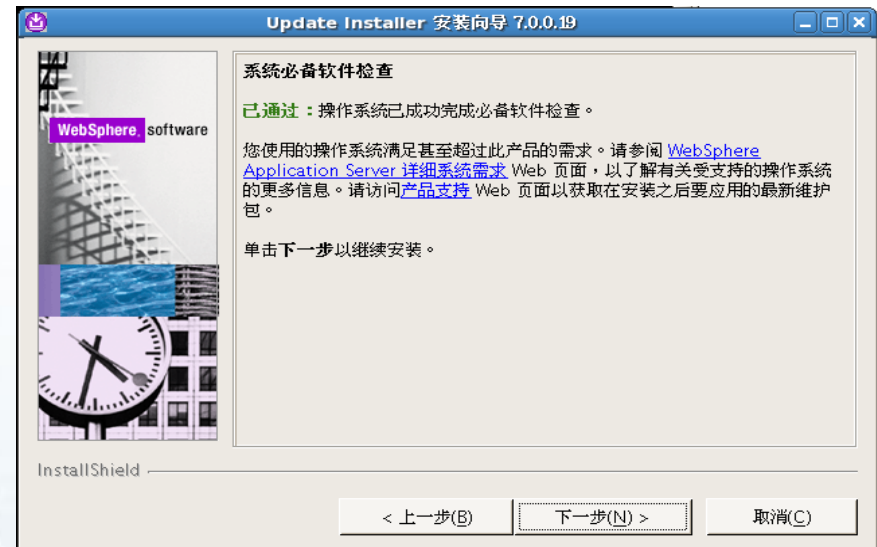 Update Installer 安装向导 7.0.0.19
WebSphere. software
系统必备软件检查
已通过：操作系统已成功完成必备软件检查。
您使用的操作系统满足甚至超过此产品的需求。请参阅 WebSphere
Application Server 详细系统需求 Web 页面，以了解有关受支持的操作系统
的更多信息。请访问产品支持 Web 页面以获取在安装之后要应用的最新维护
包。
单击下一步以继续安装。
InstallShield
< 上一步(B)
下一步(N) >
取消(C)